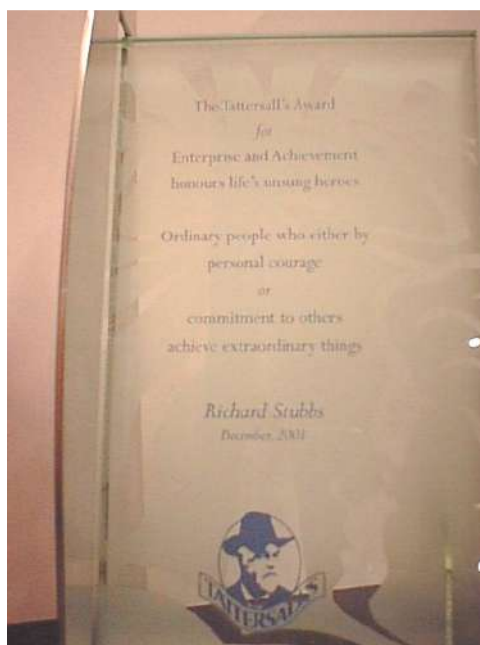 The Tattersall's Award
for
Enterprise and Achievement
honours life's unsung heroes
Ordinary people who either by
personal courage
or
commitment to others
achieve extraordinary things
Richard Stubbs
December, 2001
TATTERSALL'S